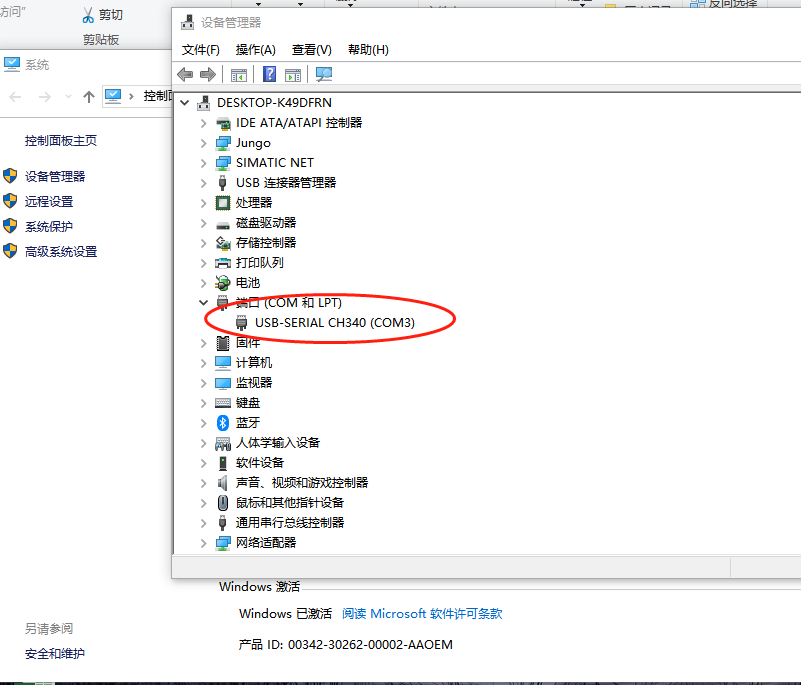 访问"
剪切
剪贴板
系统
控制面
控制面板主页
设备管理器
远程设置
系统保护
高级系统设置
设备管理器
文件(F) 操作(A) 查看(V) 帮助(H)
DESKTOP-K49DFRN
IDE ATA/ATAPI 控制器
Jungo
SIMATIC NET
USB 连接器管理器
处理器
磁盘驱动器
存储控制器
打印队列
电池
端口 (COM 和 LPT)
USB-SERIAL CH340 (COM3)
固件
计算机
监视器
键盘
蓝牙
人体学输入设备
软件设备
声音、视频和游戏控制器
鼠标和其他指针设备
通用串行总线控制器
网络适配器
Windows 激活
Windows 已激活 阅读 Microsoft 软件许可条款
产品 ID: 00342-30262-00002-AAOEM
另请参阅
安全和维护